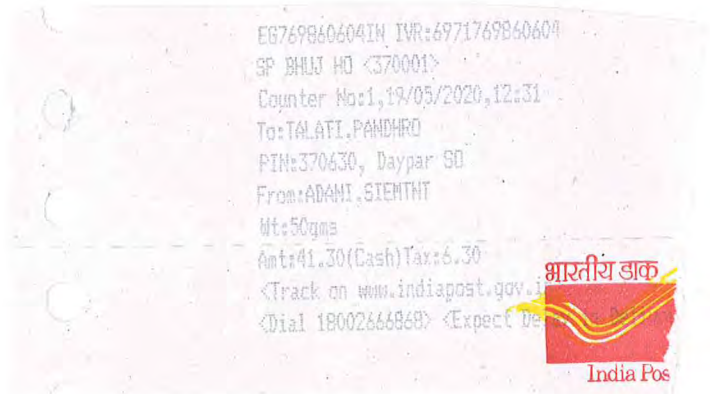 EG769860604IN IVR:6971769860604
SP BHUJ HO <370001>
Counter No:1,19/05/2020,12:31
To:TALATI,PANDHRO
PIN:370630, Daypar SO
From:ADANI,SIEMTNT
Wt:50gms
Amt:41.30(Cash)Tax:6.30
<Track on www.indiapost.gov.i
<Dial 18002666868> <Expect
भारतीय डाक
India Pos